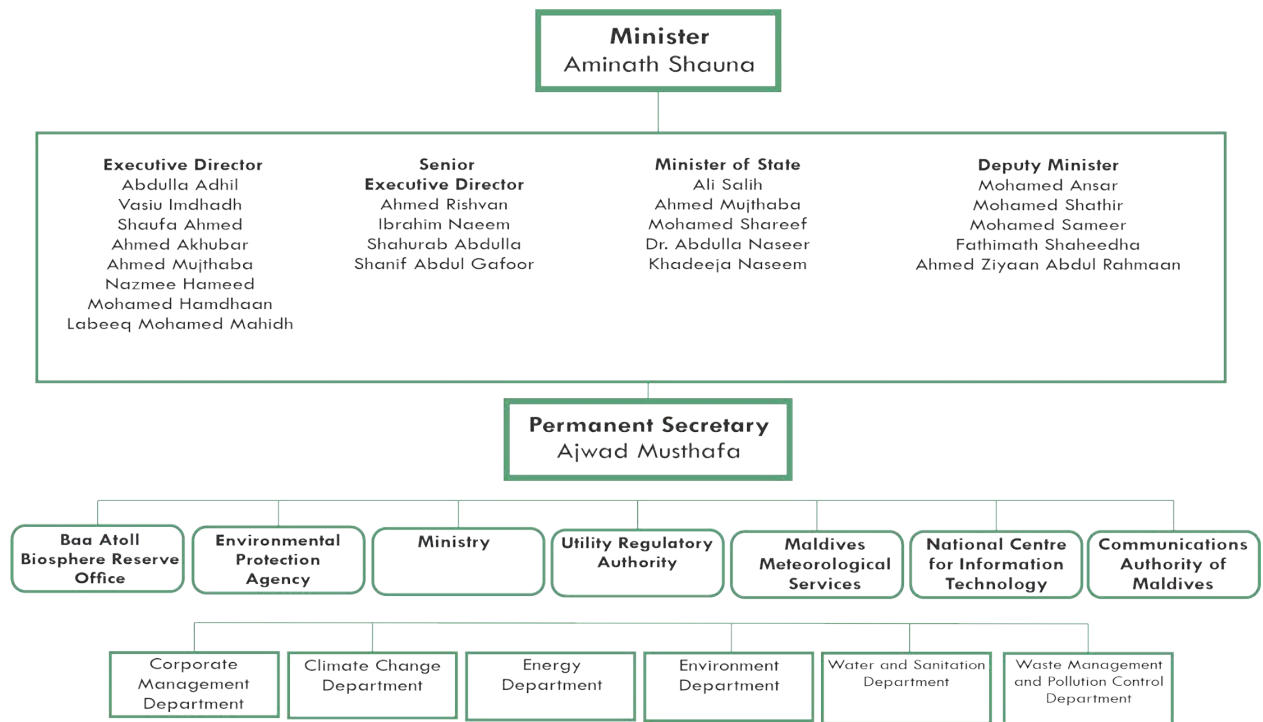 Minister
Aminath Shauna
Executive Director
Abdulla Adhil
Vasiu Imdhadh
Shaufa Ahmed
Ahmed Akhubar
Ahmed Mujthaba
Nazmee Hameed
Mohamed Hamdhaan
Labeeq Mohamed Mahidh
Senior
Executive Director
Ahmed Rishvan
Ibrahim Naeem
Shahurab Abdulla
Shanif Abdul Gafoor
Minister of State
Ali Salih
Ahmed Mujthaba
Mohamed Shareef
Dr. Abdulla Naseer
Khadeeja Naseem
Deputy Minister
Mohamed Ansar
Mohamed Shathir
Mohamed Sameer
Fathimath Shaheedha
Ahmed Ziyaan Abdul Rahmaan
Permanent Secretary
Ajwad Musthafa
Baa Atoll
Biosphere Reserve
Office
Environmental
Protection
Agency
Ministry
Utility Regulatory
Authority
Maldives
Meteorological
Services
National Centre
for Information
Technology
Communications
Authority of
Maldives
Corporate
Management
Department
Climate Change
Department
Energy
Department
Environment
Department
Water and Sanitation
Department
Waste Management
and Pollution Control
Department